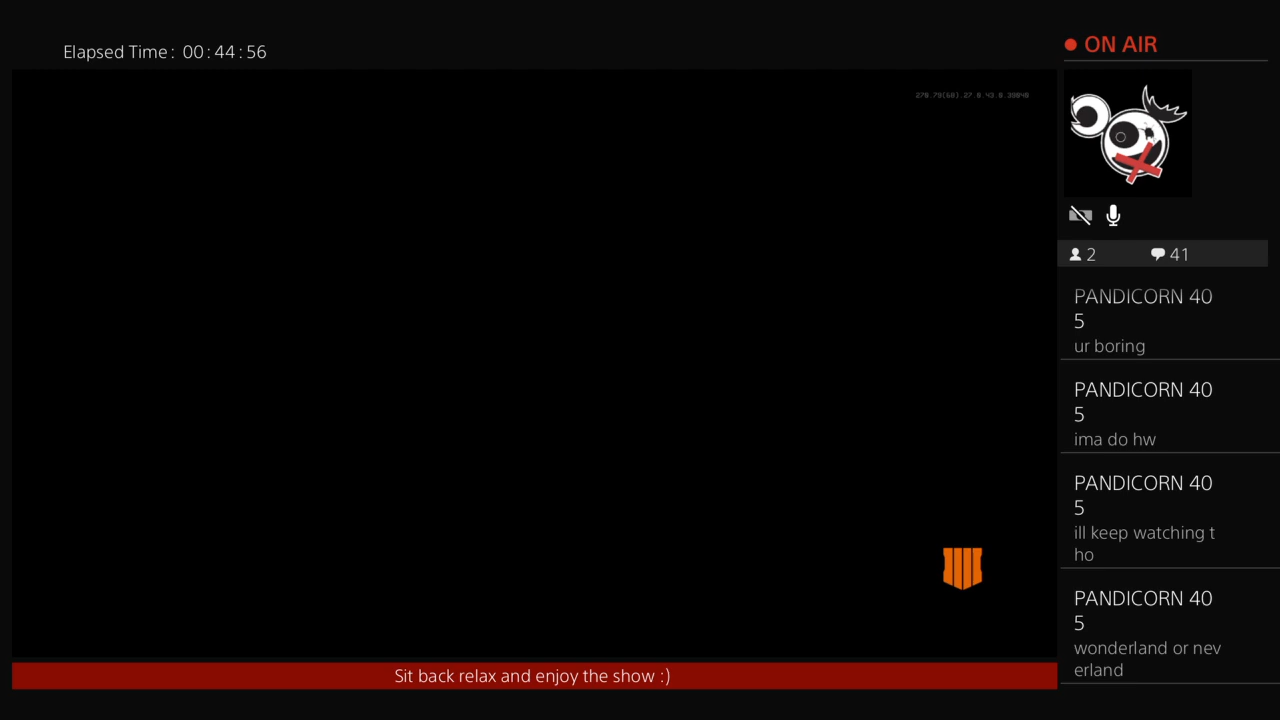 Elapsed Time: 00:44:56
ON AIR
2
41
PANDICORN 40
5
ur boring
PANDICORN 40
5
ima do hw
PANDICORN 40
5
ill keep watching t
ho
PANDICORN 40
5
wonderland or nev
erland
Sit back relax and enjoy the show :)